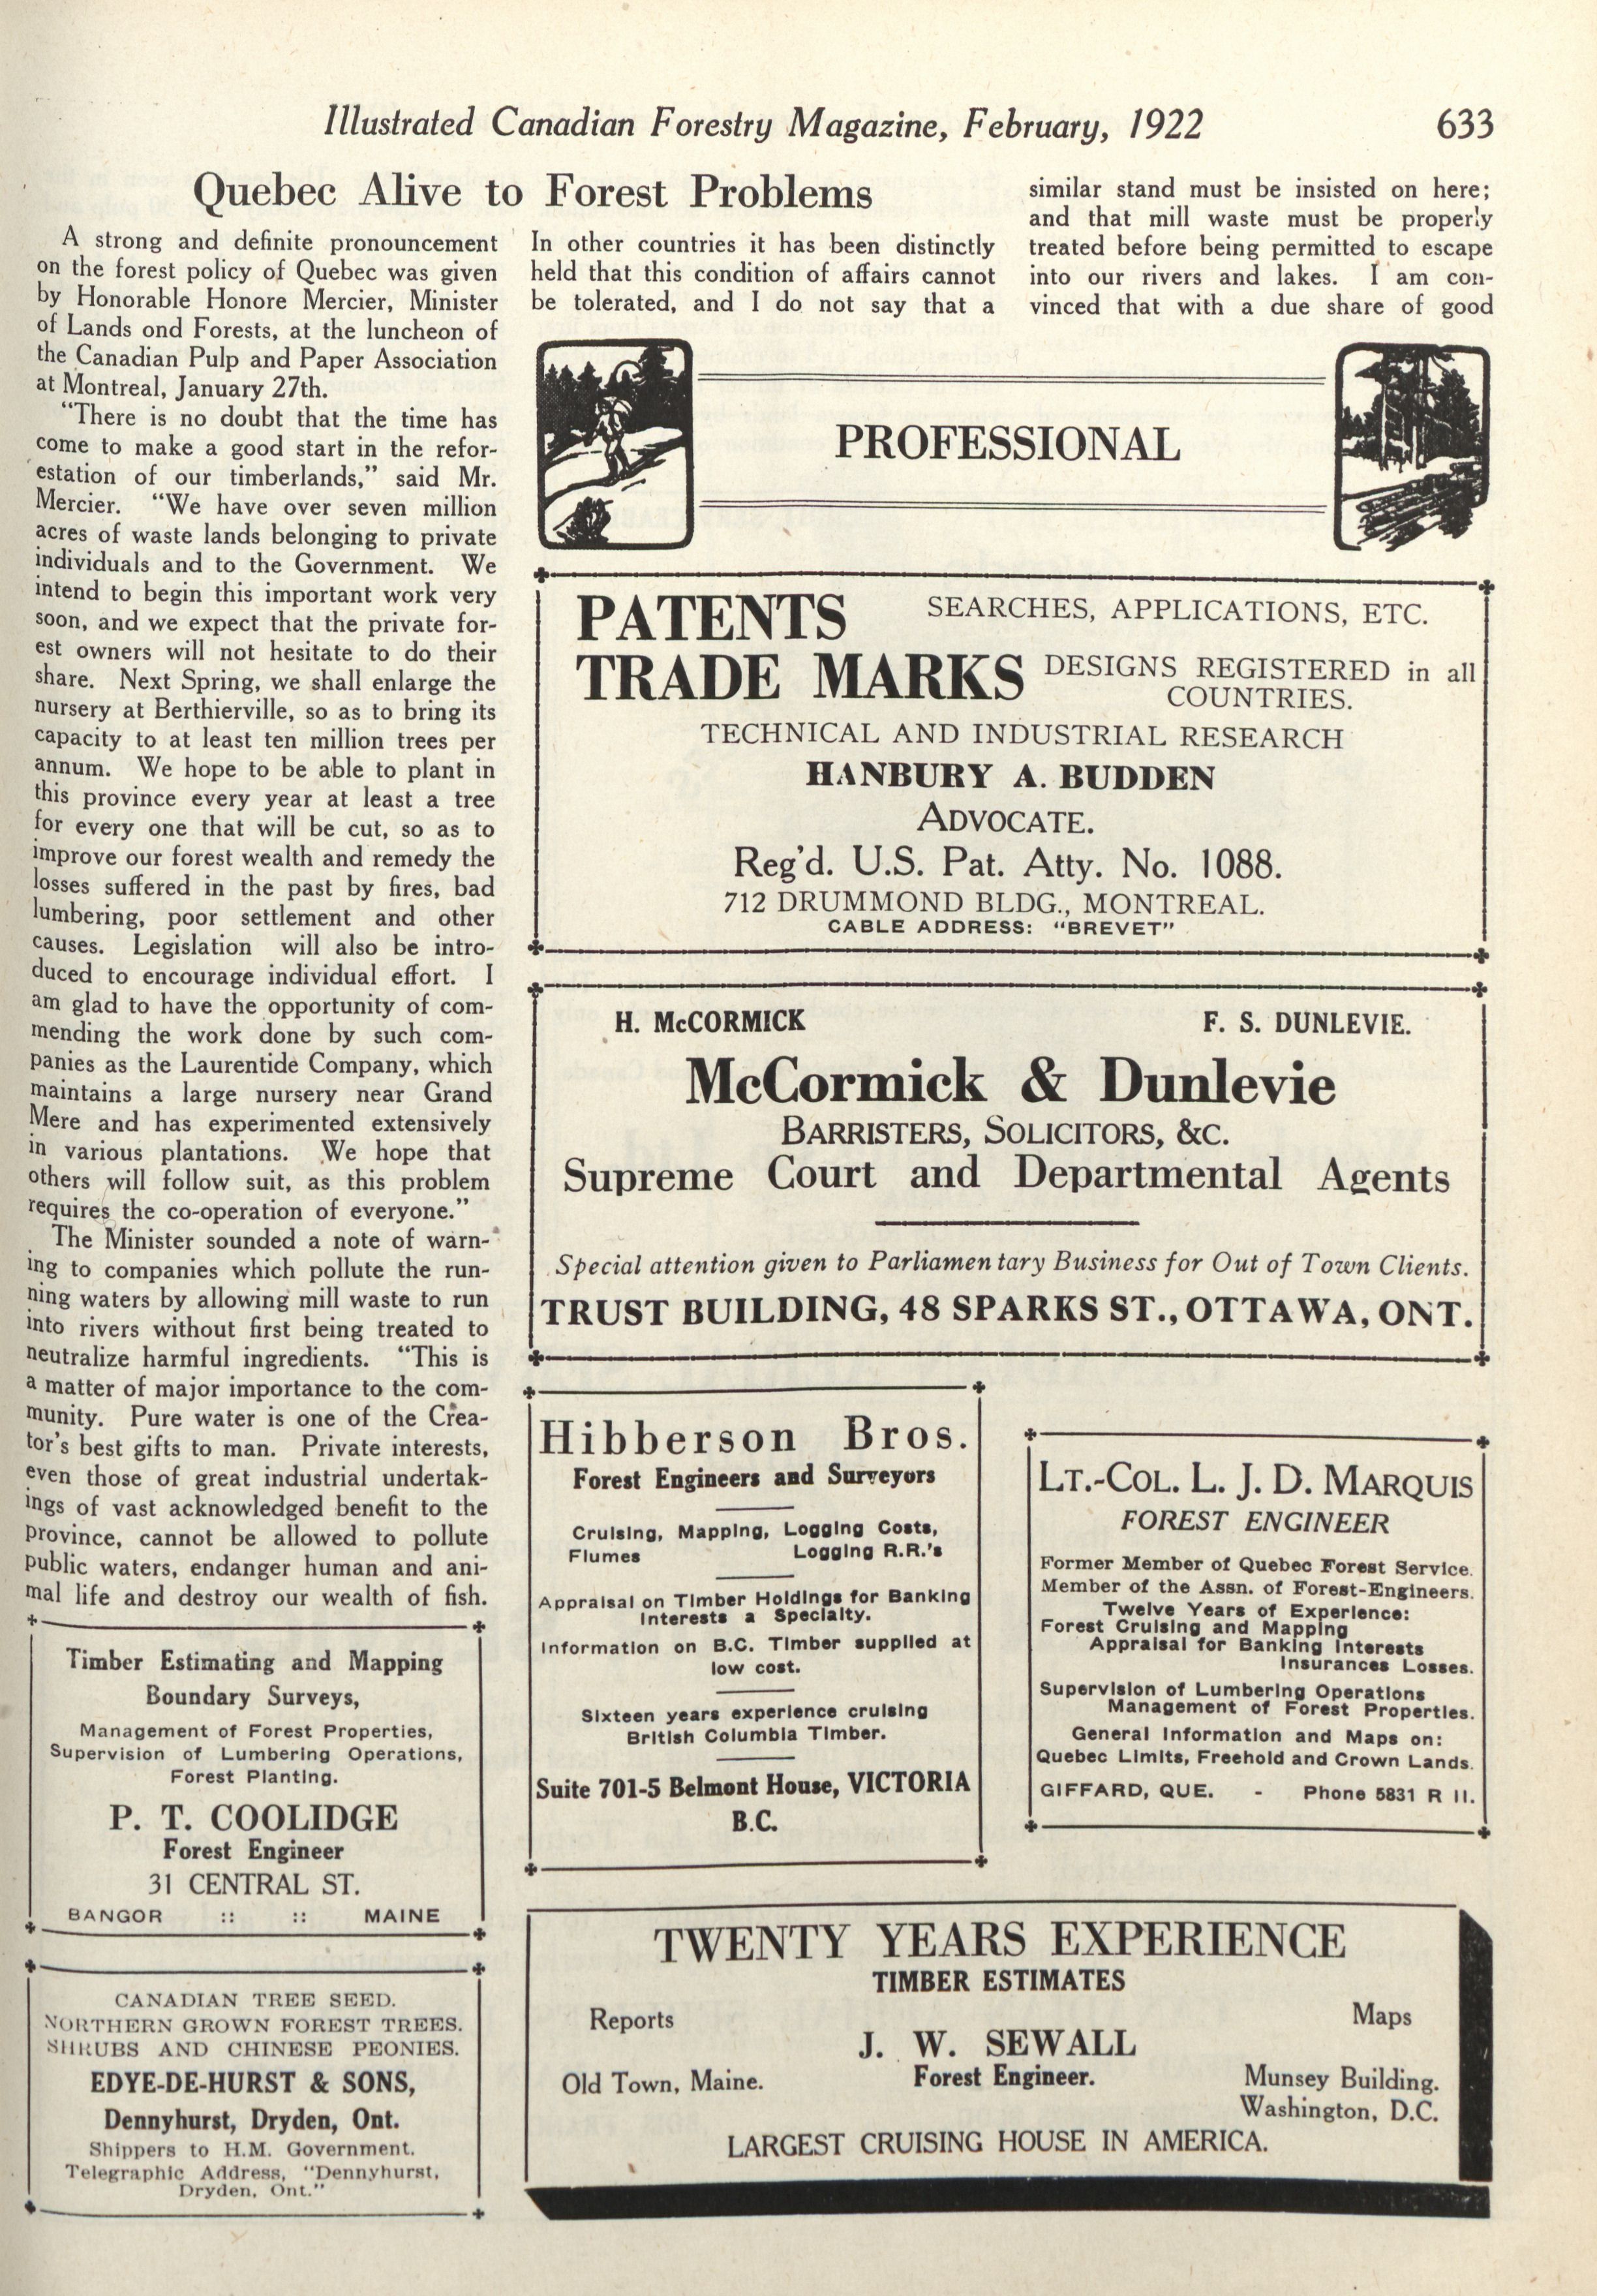 Illustrated Canadian Forestry Magazine, February, 1922 633
Quebec Alive to Forest Problems
A strong and definite pronouncement
on the forest policy of Quebec was given
by Honorable Honore Mercier, Minister
of Lands ond Forests, at the luncheon of
the Canadian Pulp and Paper Association
at Montreal, January 27th.
“There is no doubt that the time has
come to make a good start in the refor-
estation of our timberlands,” said Mr.
Mercier. “We have over seven million
acres of waste lands belonging to private
individuals and to the Government. We
intend to begin this important work very
soon, and we expect that the private for-
est owners will not hesitate to do their
share. Next Spring, we shall enlarge the
nursery at Berthierville, so as to bring its
capacity to at least ten million trees per
annum. We hope to be able to plant in
this province every year at least a tree
for every one that will be cut, so as to
improve our forest wealth and remedy the
losses suffered in the past by fires, bad
lumbering, poor settlement and other
causes. Legislation will also be intro-
duced to encourage individual effort. I
am glad to have the opportunity of com-
mending the work done by such com-
panies as the Laurentide Company, which
maintains a large nursery near Grand
Mere and has experimented extensively
in various plantations. We hope that
others will follow suit, as this problem
requires the co-operation of everyone.”
The Minister sounded a note of warn-
ing to companies which pollute the run-
ning waters by allowing mill waste to run
into rivers without first being treated to
neutralize harmful ingredients. “This is
a matter of major importance to the com-
munity. Pure water is one of the Crea-
tor’s best gifts to man. Private interests,
even those of great industrial undertak-
ings of vast acknowledged benefit to the
province, cannot be allowed to pollute
public waters, endanger human and ani-
mal life and destroy our wealth of fish.
In other countries it has been distinctly
held that this condition of affairs cannot
be tolerated, and I do not say that a
similar stand must be insisted on here;
and that mill waste must be properly
treated before being permitted to escape
into our rivers and lakes. I am con-
vinced that with a due share of good
Timber Estimating and Mapping
Boundary Surveys,
Management of Forest Properties,
Supervision of Lumbering Operations,
Forest Planting.
P. T. COOLIDGE
Forest Engineer
31 CENTRAL ST.
BANGOR :: :: MAINE
CANADIAN TREE SEED.
NORTHERN GROWN FOREST TREES.
SHRUBS AND CHINESE PEONIES.
EDYE-DE-HURST & SONS,
Dennyhurst, Dryden, Ont.
Shippers to H.M. Government.
Telegraphic Address, “Dennyhurst,
Dryden, Ont.”
PROFESSIONAL
PATENTS SEARCHES, APPLICATIONS, ETC.
TRADE MARKS DESIGNS REGISTERED in all
COUNTRIES.
TECHNICAL AND INDUSTRIAL RESEARCH
HANBURY A. BUDDEN
ADVOCATE.
Reg’d. U.S. Pat. Atty. No. 1088.
712 DRUMMOND BLDG., MONTREAL.
CABLE ADDRESS: “BREVET”
H. McCORMICK F. S. DUNLEVIE.
McCormick & Dunlevie
BARRISTERS, SOLICITORS, &C.
Supreme Court and Departmental Agents
Special attention given to Parliamentary Business for Out of Town Clients.
TRUST BUILDING, 48 SPARKS ST., OTTAWA, ONT.
Hibberson Bros.
Forest Engineers and Surveyors
Cruising, Mapping, Logging Costs,
Flumes Logging R.R.’s
Appraisal on Timber Holdings for Banking
Interests a Specialty.
Information on B.C. Timber supplied at
low cost.
Sixteen years experience cruising
British Columbia Timber.
Suite 701-5 Belmont House, VICTORIA
B.C.
LT.-COL. L. J. D. MARQUIS
FOREST ENGINEER
Former Member of Quebec Forest Service.
Member of the Assn. of Forest-Engineers.
Twelve Years of Experience:
Forest Cruising and Mapping
Appraisal for Banking Interests
Insurances Losses.
Supervision of Lumbering Operations
Management of Forest Properties.
General Information and Maps on:
Quebec Limits, Freehold and Crown Lands.
GIFFARD, QUE. - Phone 5831 R II.
TWENTY YEARS EXPERIENCE
TIMBER ESTIMATES
Reports Maps
J. W. SEWALL
Old Town, Maine. Forest Engineer. Munsey Building.
Washington, D.C.
LARGEST CRUISING HOUSE IN AMERICA.